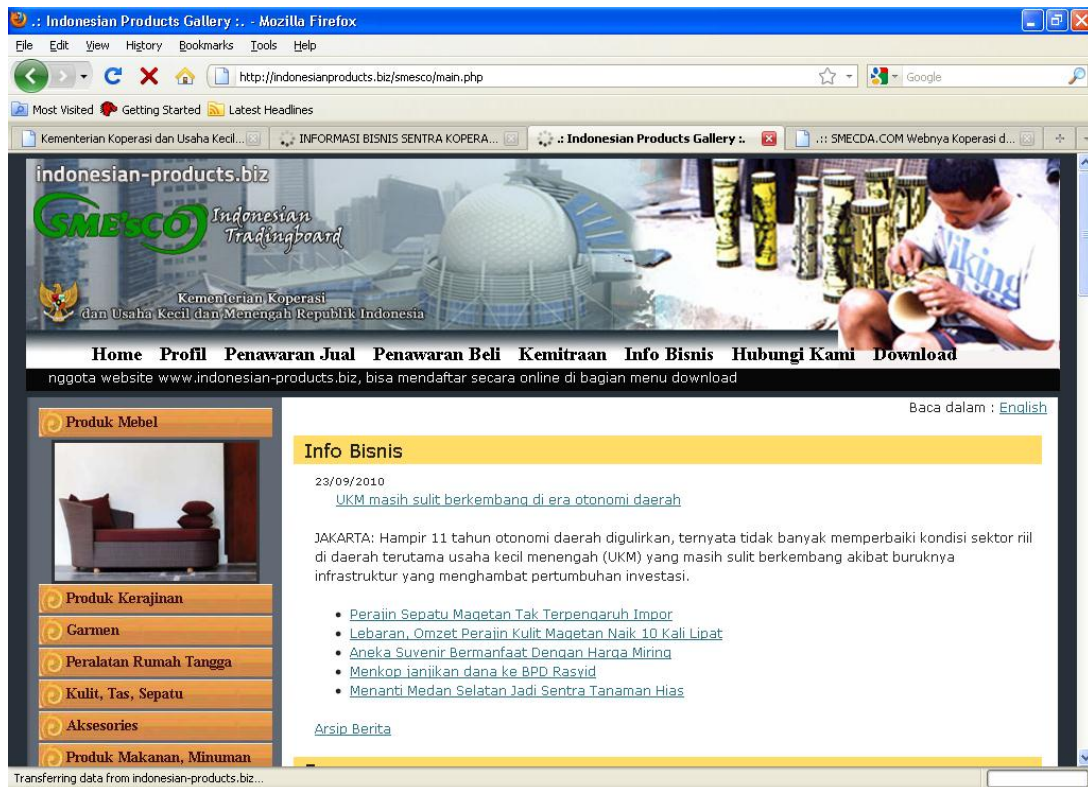 .: Indonesian Products Gallery :. - Mozilla Firefox
File Edit View History Bookmarks Tools Help
http://indonesianproducts.biz/smesco/main.php
Google
Most Visited Getting Started Latest Headlines
Kementerian Koperasi dan Usaha Kecil... INFORMASI BISNIS SENTRA KOPERA... .: Indonesian Products Gallery :. .:: SMECDA.COM Webnya Koperasi d...
indonesian-products.biz
SMEsCO Indonesian
Tradingboard
Kementerian Koperasi
dan Usaha Kecil dan Menengah Republik Indonesia
Viking
Home Profil Penawaran Jual Penawaran Beli Kemitraan Info Bisnis Hubungi Kami Download
nggota website www.indonesian-products.biz, bisa mendaftar secara online di bagian menu download
Baca dalam : English
Produk Mebel
Produk Kerajinan
Garmen
Peralatan Rumah Tangga
Kulit, Tas, Sepatu
Aksesories
Produk Makanan, Minuman
Info Bisnis
23/09/2010
UKM masih sulit berkembang di era otonomi daerah
JAKARTA: Hampir 11 tahun otonomi daerah digulirkan, ternyata tidak banyak memperbaiki kondisi sektor riil
di daerah terutama usaha kecil menengah (UKM) yang masih sulit berkembang akibat buruknya
infrastruktur yang menghambat pertumbuhan investasi.
• Perajin Sepatu Magetan Tak Terpengaruh Impor
• Lebaran, Omzet Perajin Kulit Magetan Naik 10 Kali Lipat
• Aneka Suvenir Bermanfaat Dengan Harga Miring
• Menkop janjikan dana ke BPD Rasyid
• Menanti Medan Selatan Jadi Sentra Tanaman Hias
Arsip Berita
Transferring data from indonesian-products.biz...